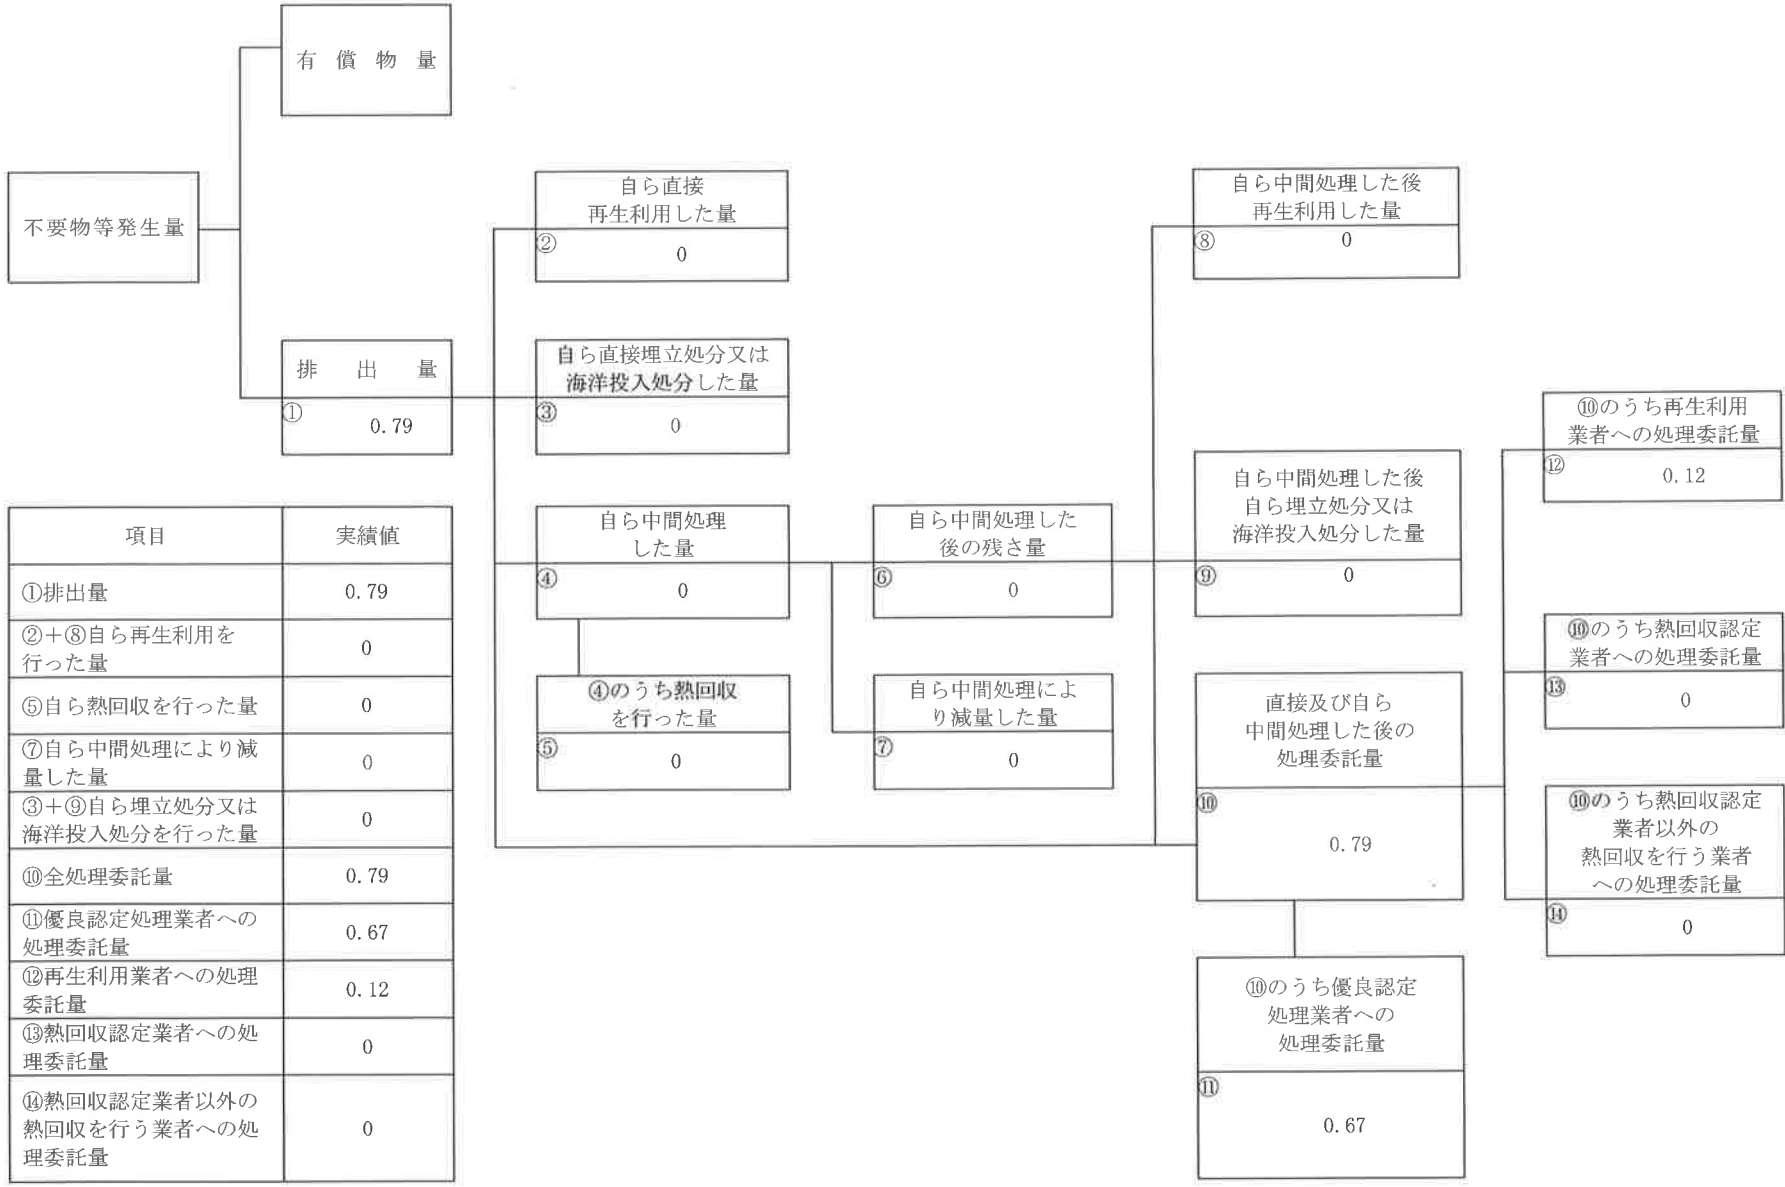 有償物量
不要物等発生量
排出量
①
0.79
自ら直接
再生利用した量
②
0
自ら直接埋立処分又は
海洋投入処分した量
③
0
自ら中間処理
した量
④
0
④のうち熱回収
を行った量
⑤
0
自ら中間処理した
後の残さ量
⑥
0
自ら中間処理によ
り減量した量
⑦
0
自ら中間処理した後
再生利用した量
⑧
0
自ら中間処理した後
自ら埋立処分又は
海洋投入処分した量
⑨
0
直接及び自ら
中間処理した後の
処理委託量
⑩
0.79
⑩のうち優良認定
処理業者への
処理委託量
⑪
0.67
⑩のうち再生利用
業者への処理委託量
⑫
0.12
⑩のうち熱回収認定
業者への処理委託量
⑬
0
⑩のうち熱回収認定
業者以外の
熱回収を行う業者
への処理委託量
⑭
0
項目 実績値
①排出量 0.79
②＋⑧自ら再生利用を
行った量
0
⑤自ら熱回収を行った量 0
⑦自ら中間処理により減
量した量
0
③＋⑨自ら埋立処分又は
海洋投入処分を行った量
0
⑩全処理委託量 0.79
⑪優良認定処理業者への
処理委託量
0.67
⑫再生利用業者への処理
委託量
0.12
⑬熱回収認定業者への処
理委託量
0
⑭熱回収認定業者以外の
熱回収を行う業者への処
理委託量
0